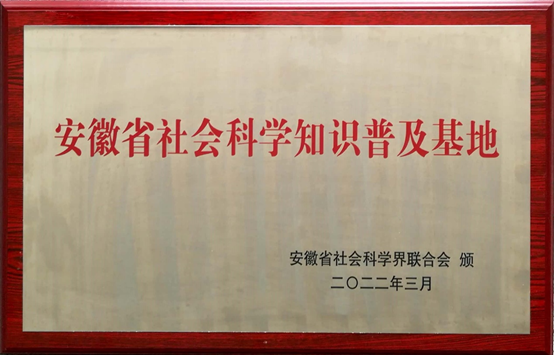 安徽省社会科学知识普及基地
安徽省社会科学界联合会 颁
二〇二二年三月